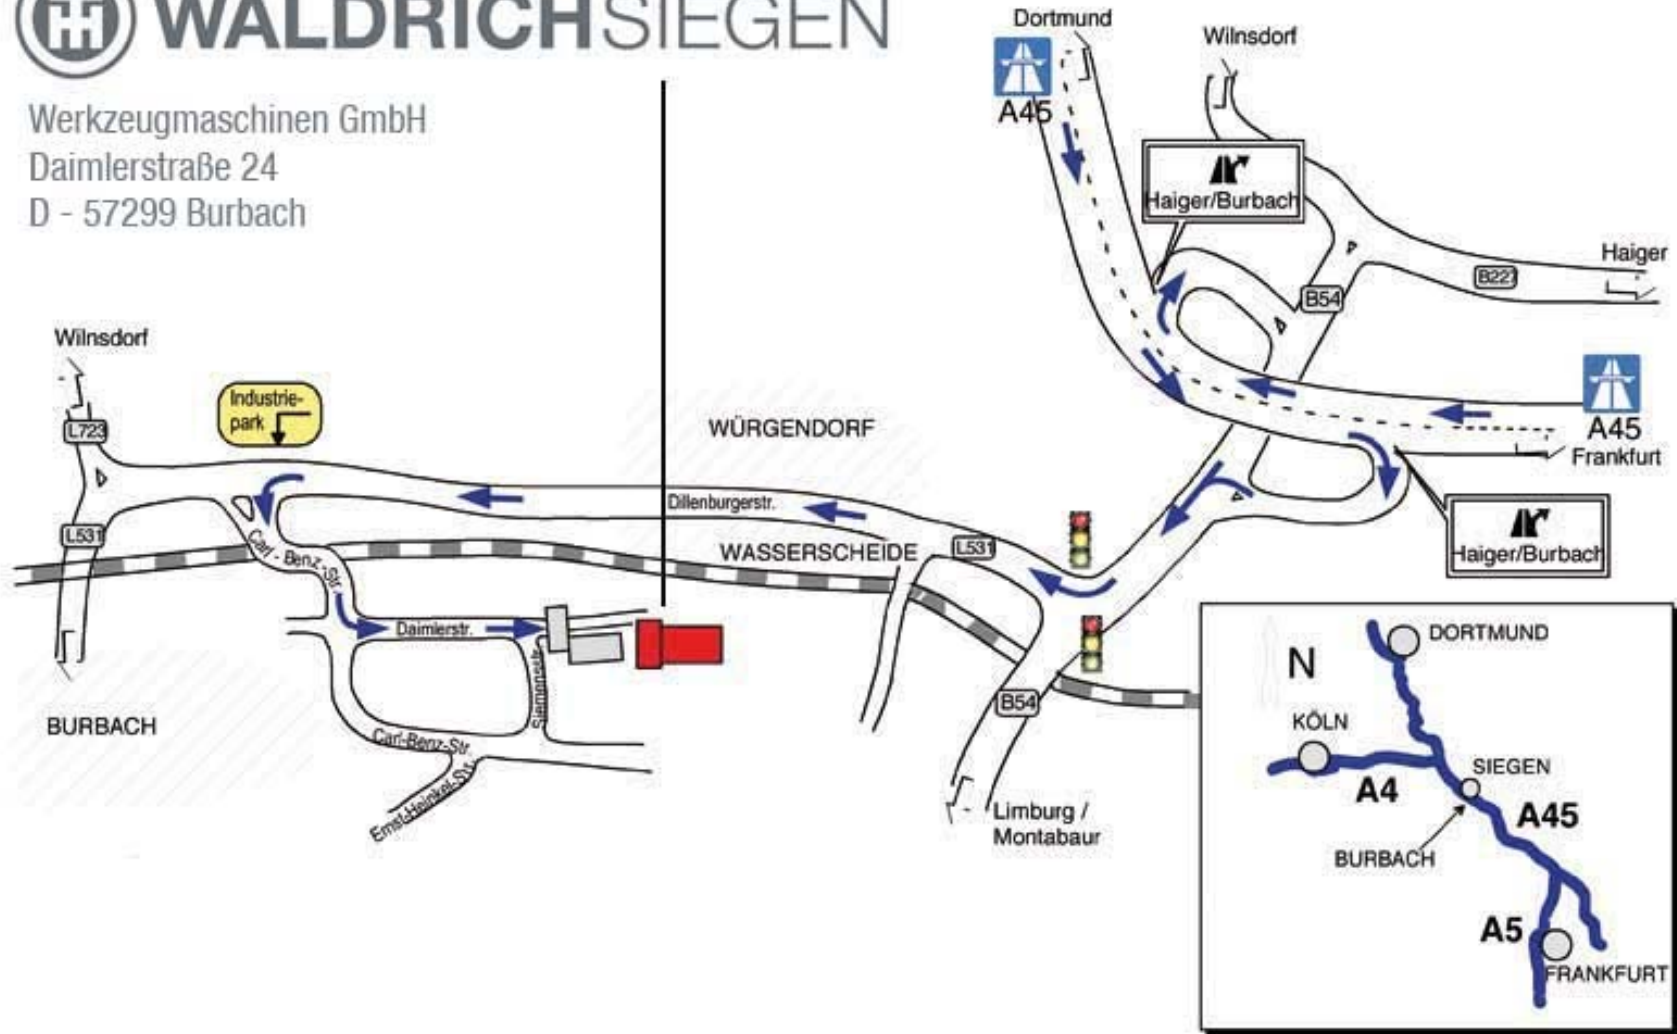 WALDRICHSIEGEN
Werkzeugmaschinen GmbH
Daimlerstraße 24
D - 57299 Burbach
Dortmund
A45
Wilnsdorf
Haiger/Burbach
Haiger
B227
B54
A45
Frankfurt
Haiger/Burbach
Wilnsdorf
L723
Industrie-
park
WÜRGENDORF
Dillenburgerstr.
WASSERSCHEIDE
L531
L531
Carl - Benz-Str.
Daimlerstr.
Siemensstr.
BURBACH
Carl-Benz-Str.
Ernst-Heinkel-Str.
B54
Limburg /
Montabaur
N
DORTMUND
KÖLN
SIEGEN
A4
A45
BURBACH
A5
FRANKFURT